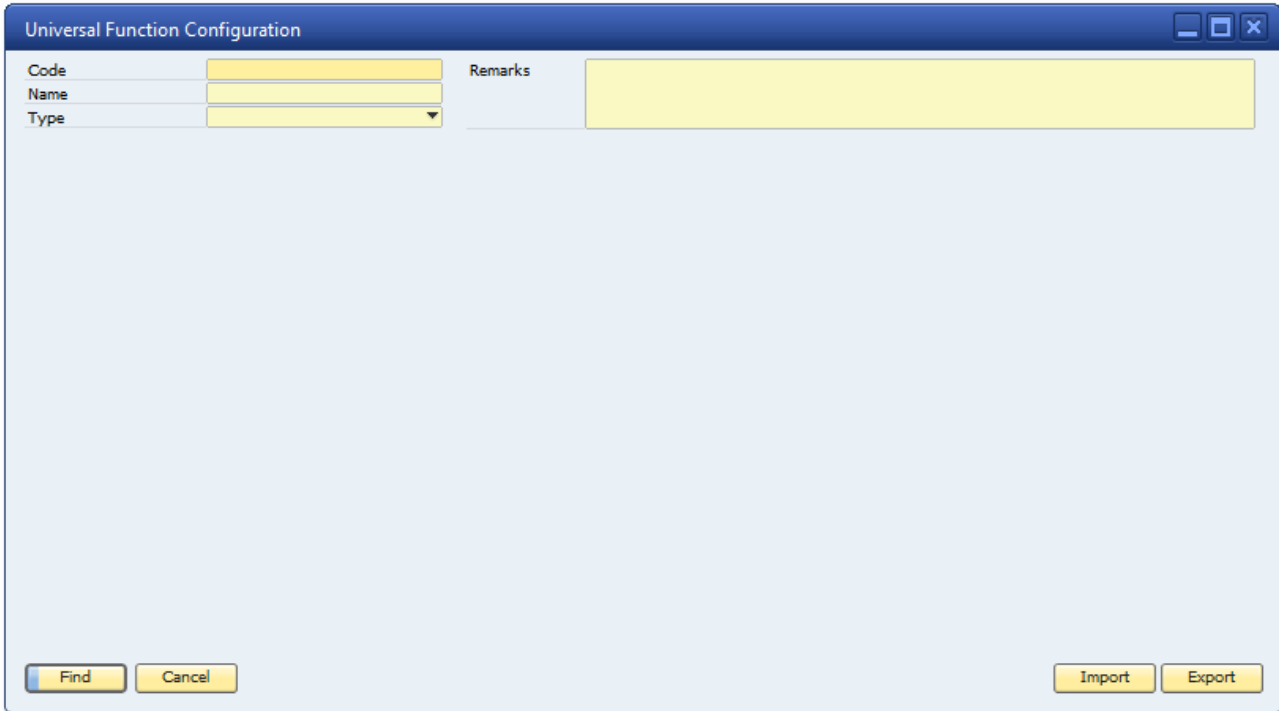 Universal Function Configuration
Code
Remarks
Name
Type
Find
Cancel
Import
Export